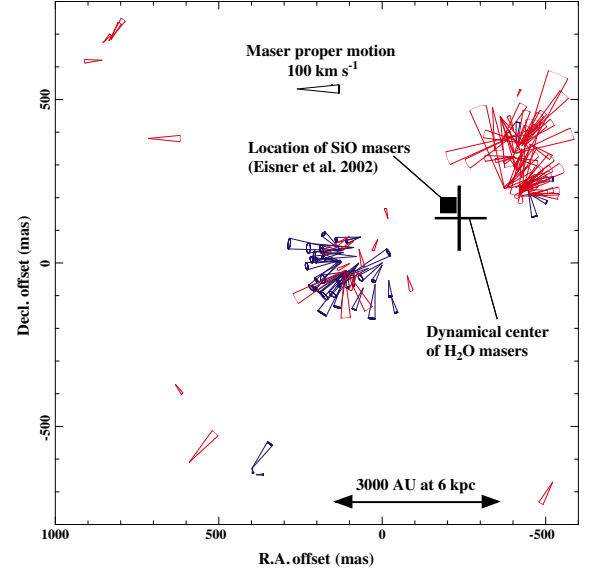 Maser proper motion
100 km s⁻¹
500
Location of SiO masers
(Eisner et al. 2002)
0
Decl. offset (mas)
Dynamical center
of H₂O masers
-500
3000 AU at 6 kpc
1000
500
0
-500
R.A. offset (mas)